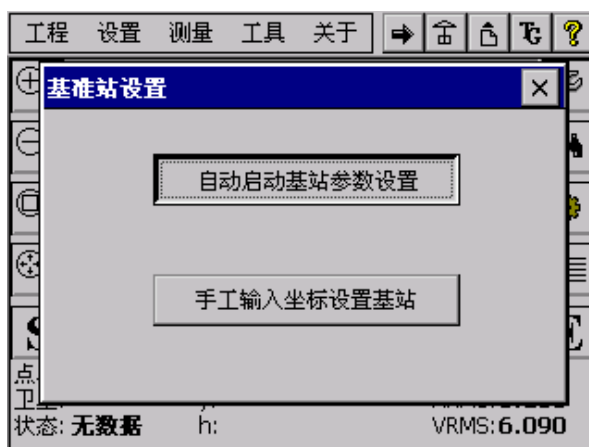 工程 设置 测量 工具 关于
基准站设置
自动启动基站参数设置
手工输入坐标设置基站
点
状态: 无数据 h: VRMS:6.090